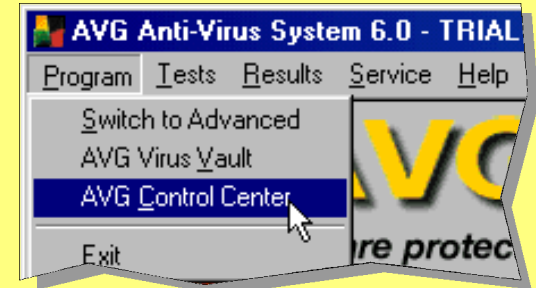 AVG Anti-Virus System 6.0 - TRIAL
Program Tests Results Service Help
Switch to Advanced
AVG Virus Vault
AVG Control Center
Exit